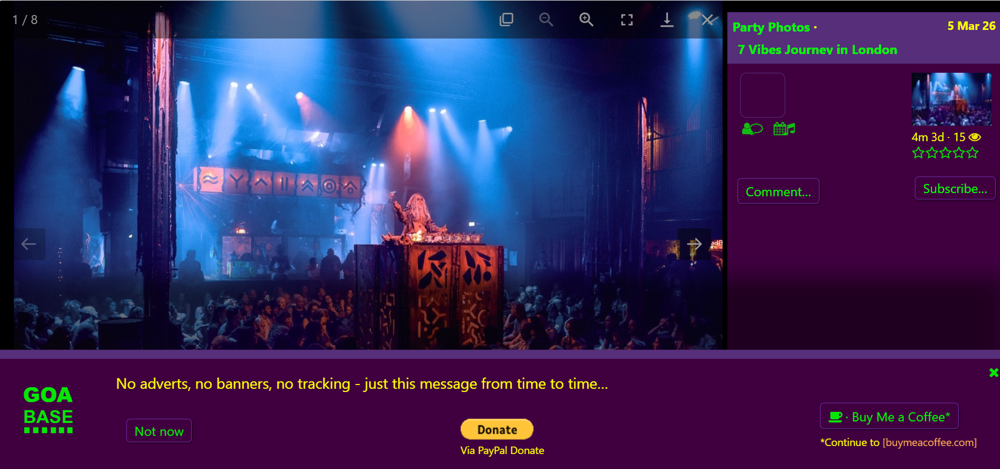 1 / 8
Party Photos ·
5 Mar 26
7 Vibes Journey in London
4m 3d · 15
Comment...
Subscribe...
No adverts, no banners, no tracking - just this message from time to time...
GOA
BASE
Not now
Donate
Via PayPal Donate
· Buy Me a Coffee*
*Continue to [buymeacoffee.com]